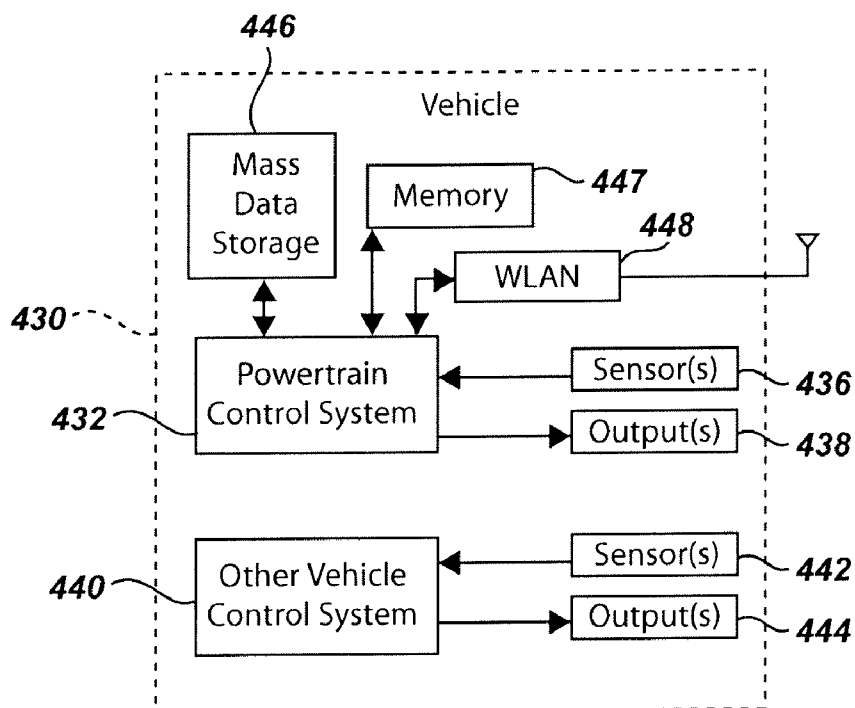 446
Vehicle
Mass
Data
Storage
Memory
447
448
WLAN
430
Powertrain
Control System
432
Sensor(s)
436
Output(s)
438
Other Vehicle
Control System
440
Sensor(s)
442
Output(s)
444